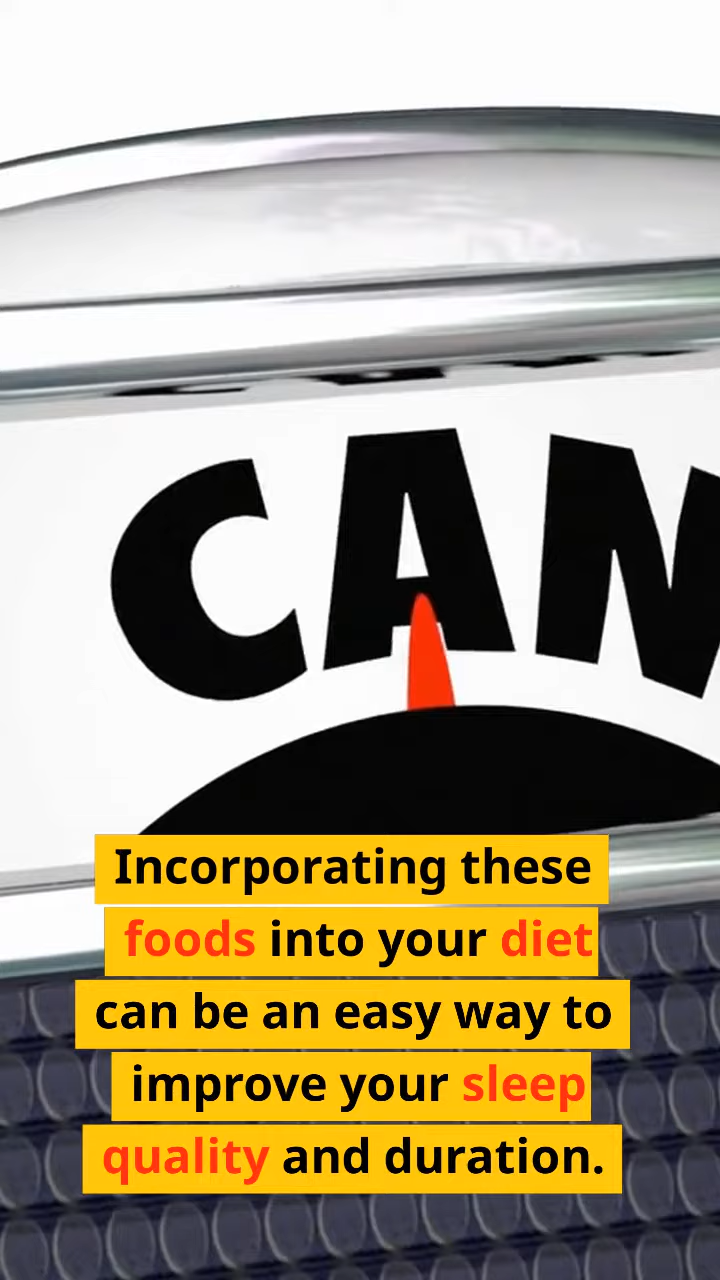 CAN
Incorporating these
foods into your diet
can be an easy way to
improve your sleep
quality and duration.